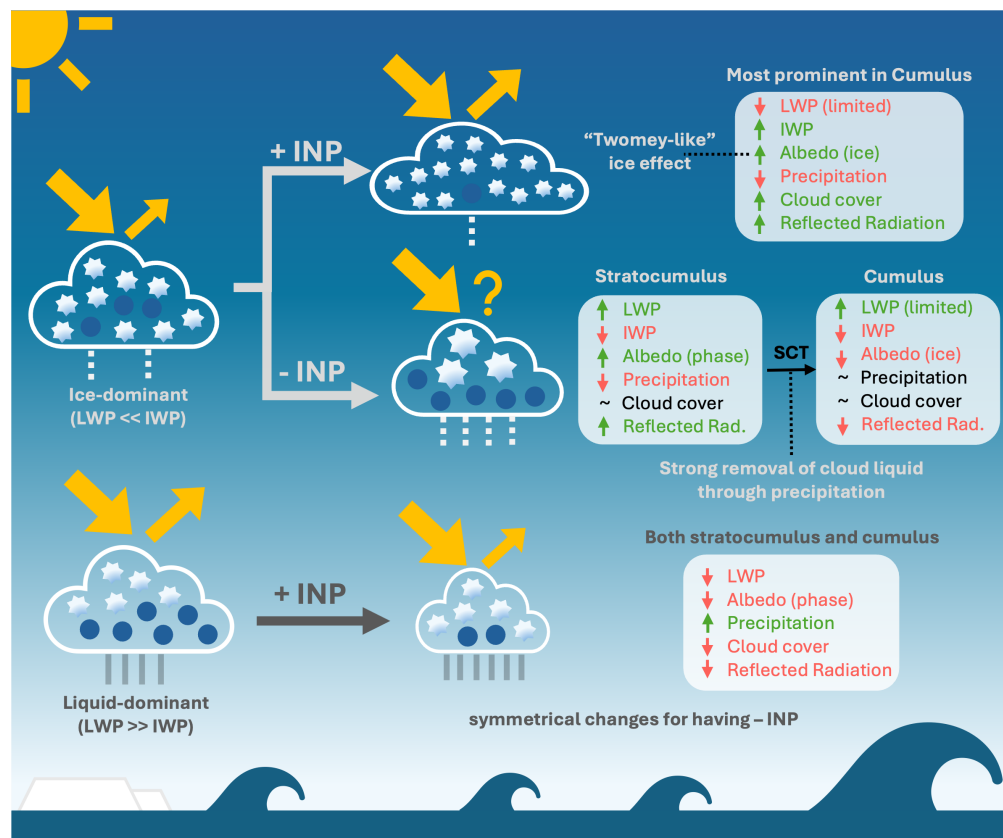 Most prominent in Cumulus
LWP (limited)
IWP
Albedo (ice)
Precipitation
Cloud cover
Reflected Radiation
“Twomey-like”
ice effect
+ INP
- INP
?
Ice-dominant
(LWP << IWP)
Stratocumulus
LWP
IWP
Albedo (phase)
Precipitation
~ Cloud cover
Reflected Rad.
SCT
Cumulus
LWP (limited)
IWP
Albedo (ice)
~ Precipitation
~ Cloud cover
Reflected Rad.
Strong removal of cloud liquid
through precipitation
Both stratocumulus and cumulus
LWP
Albedo (phase)
Precipitation
Cloud cover
Reflected Radiation
+ INP
Liquid-dominant
(LWP >> IWP)
symmetrical changes for having – INP